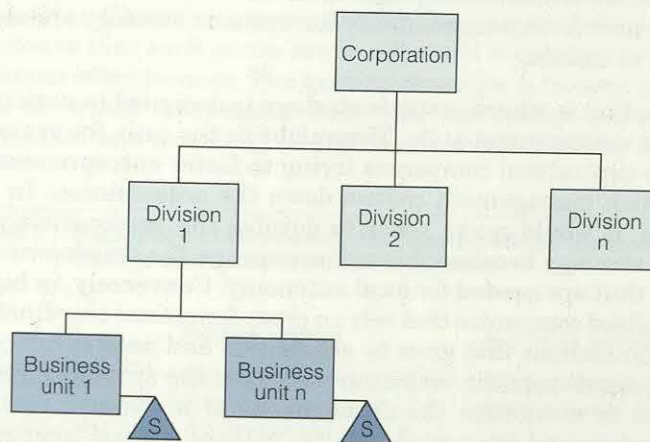 Corporation
Division
1
Division
2
Division
n
Business
unit 1
Business
unit n
S
S